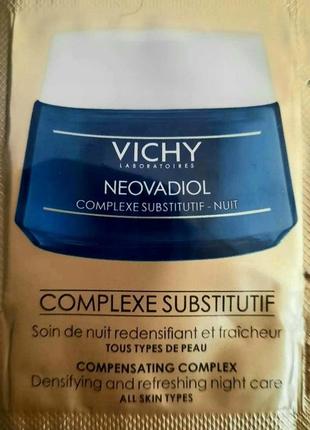 VICHY
LABORATOIRES
NEOVADIOL
COMPLEXE SUBSTITUTIF - NUIT
COMPLEXE SUBSTITUTIF
Soin de nuit redensifiant et fraîcheur
TOUS TYPES DE PEAU
COMPENSATING COMPLEX
Densifying and refreshing night care
ALL SKIN TYPES